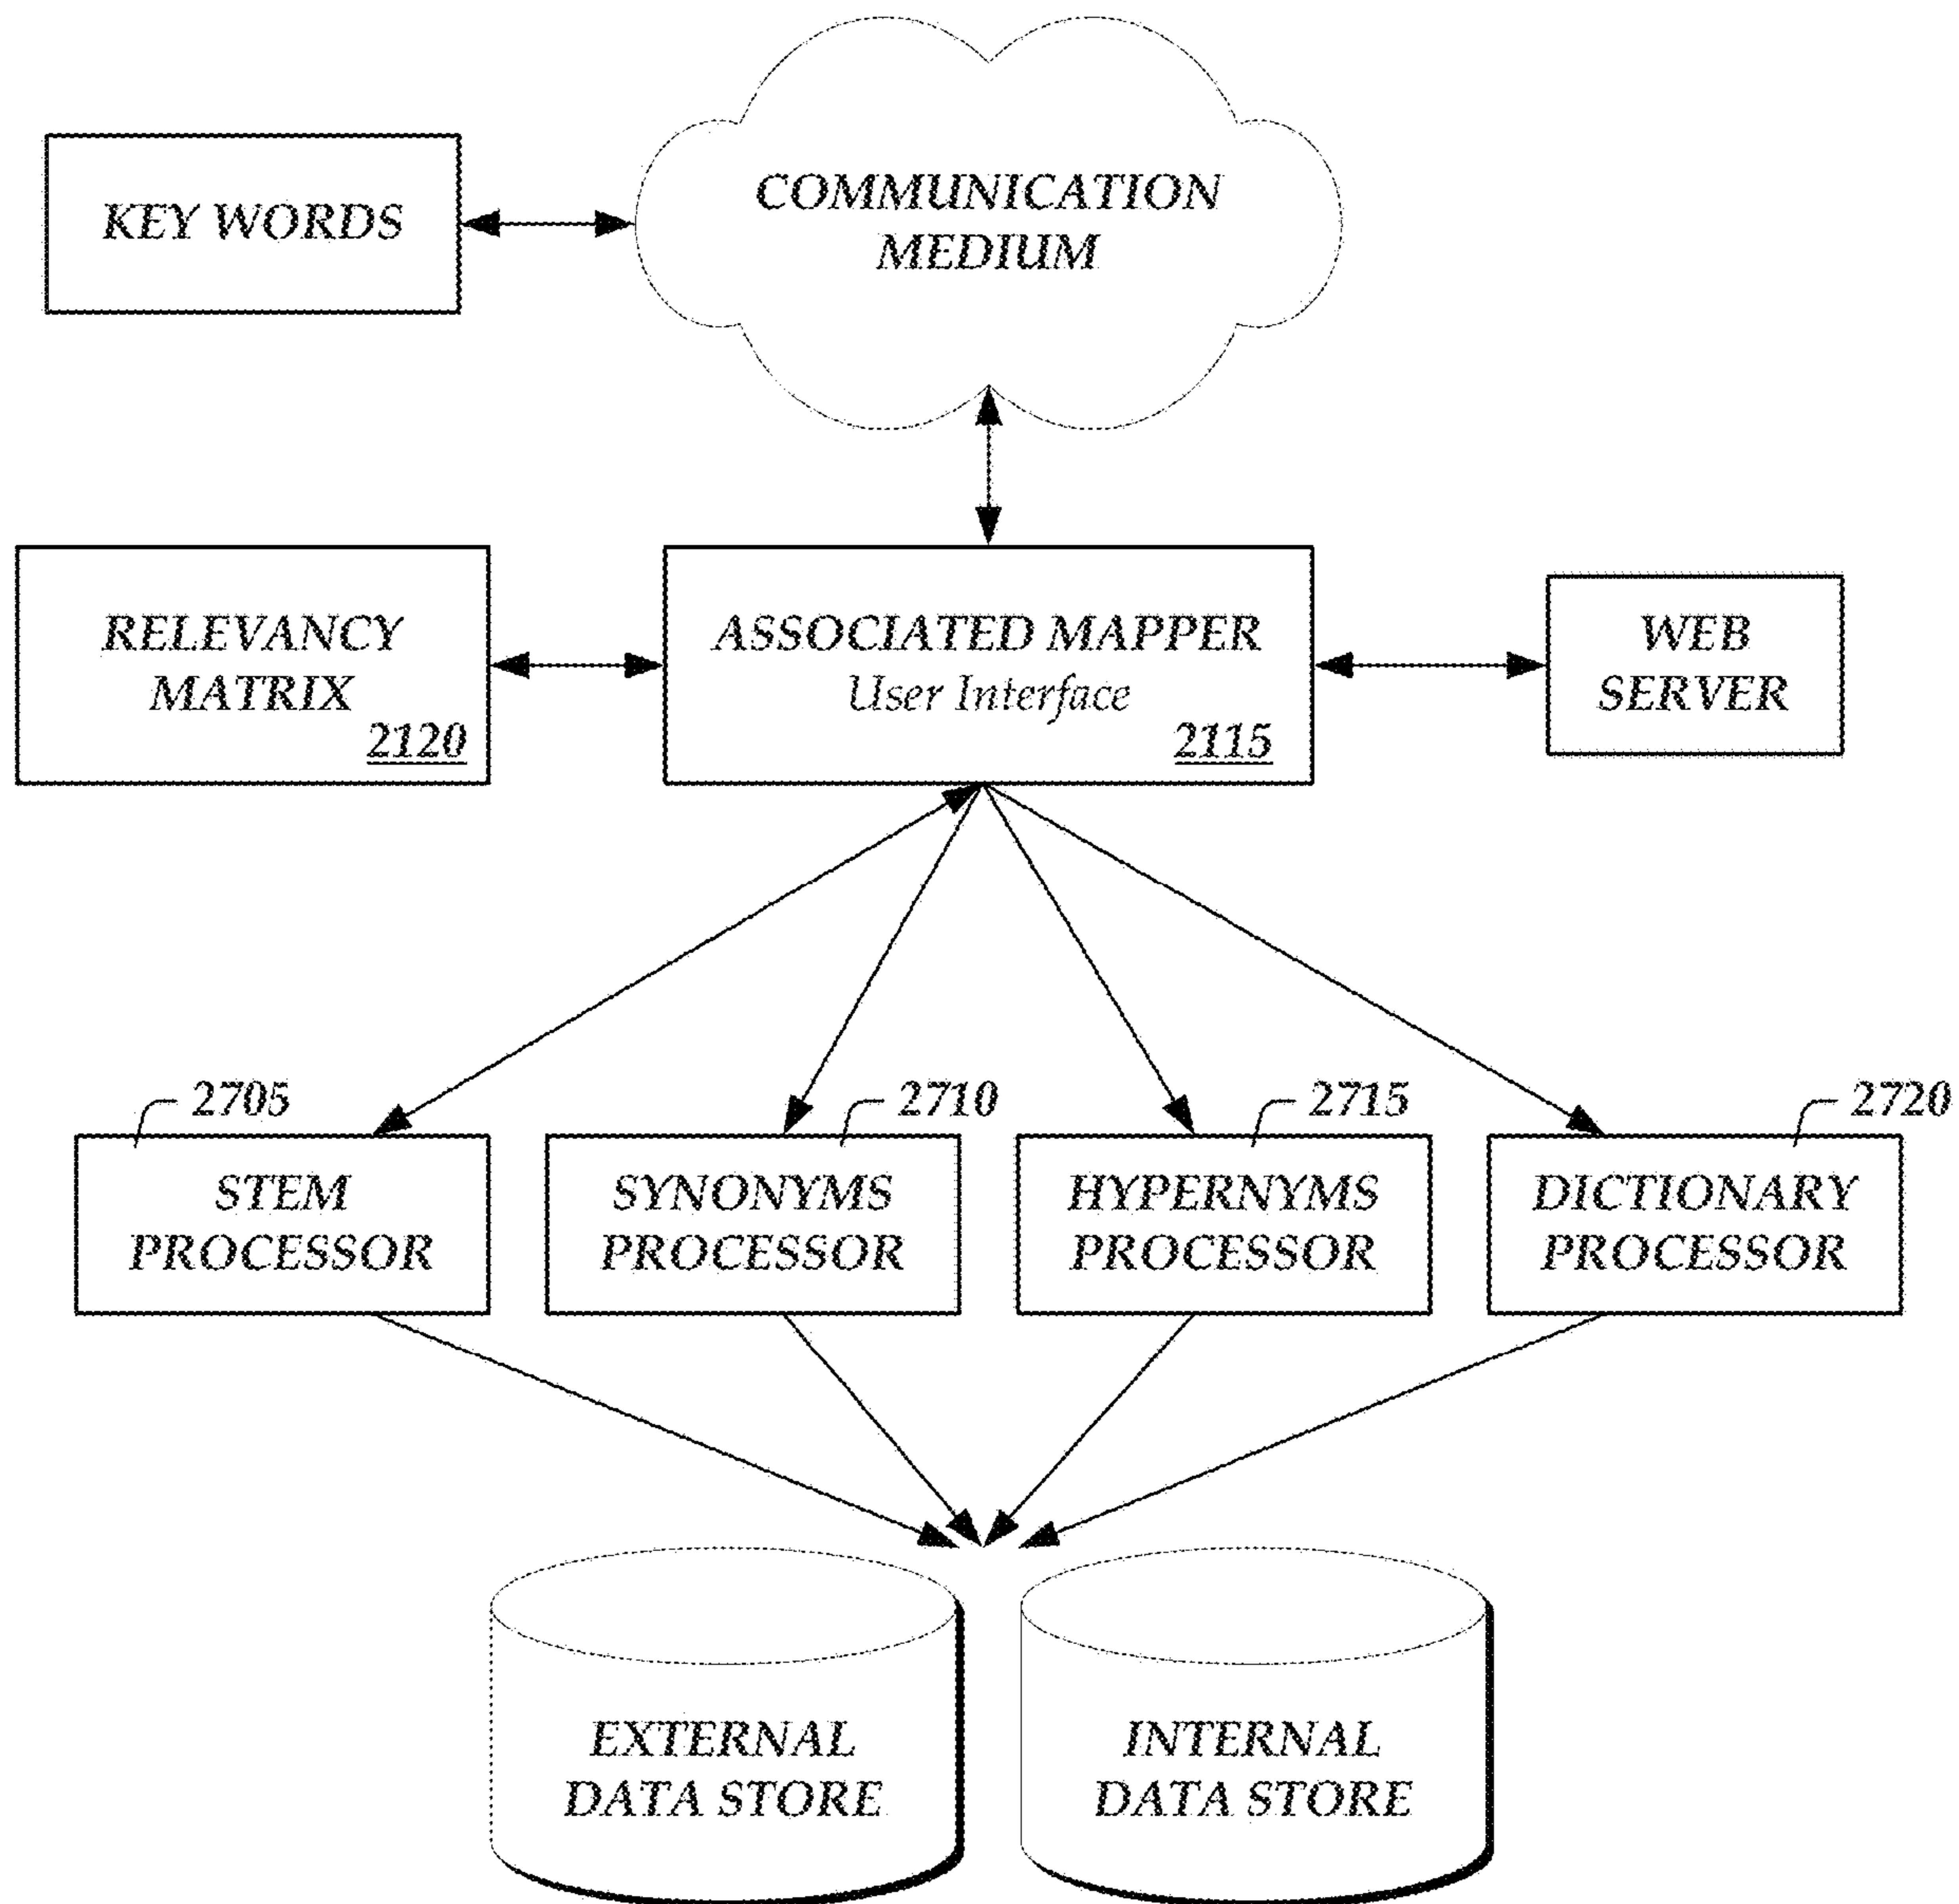 COMMUNICATION
MEDIUM
KEY WORDS
RELEVANCY
MATRIX
2120
ASSOCIATED MAPPER
User Interface
2115
WEB
SERVER
2705
STEM
PROCESSOR
2710
SYNONYMS
PROCESSOR
2715
HYPERNYMS
PROCESSOR
2720
DICTIONARY
PROCESSOR
EXTERNAL
DATA STORE
INTERNAL
DATA STORE